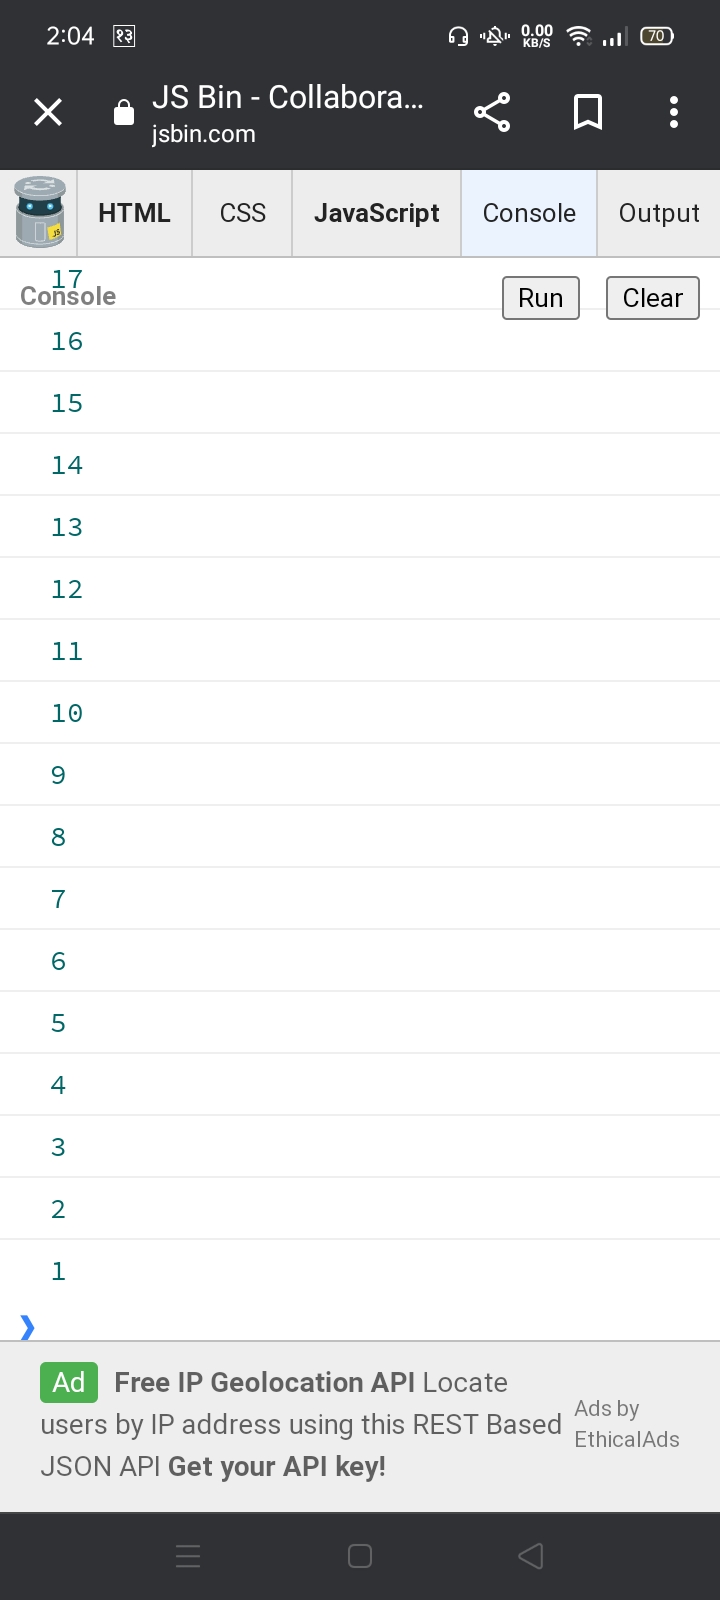 2:04 १३ 0.00 KB/S 70
JS Bin - Collabora...
jsbin.com
JS HTML CSS JavaScript Console Output
17
Console Run Clear
16
15
14
13
12
11
10
9
8
7
6
5
4
3
2
1
❯
Ad Free IP Geolocation API Locate
users by IP address using this REST Based
JSON API Get your API key!
Ads by
EthicalAds